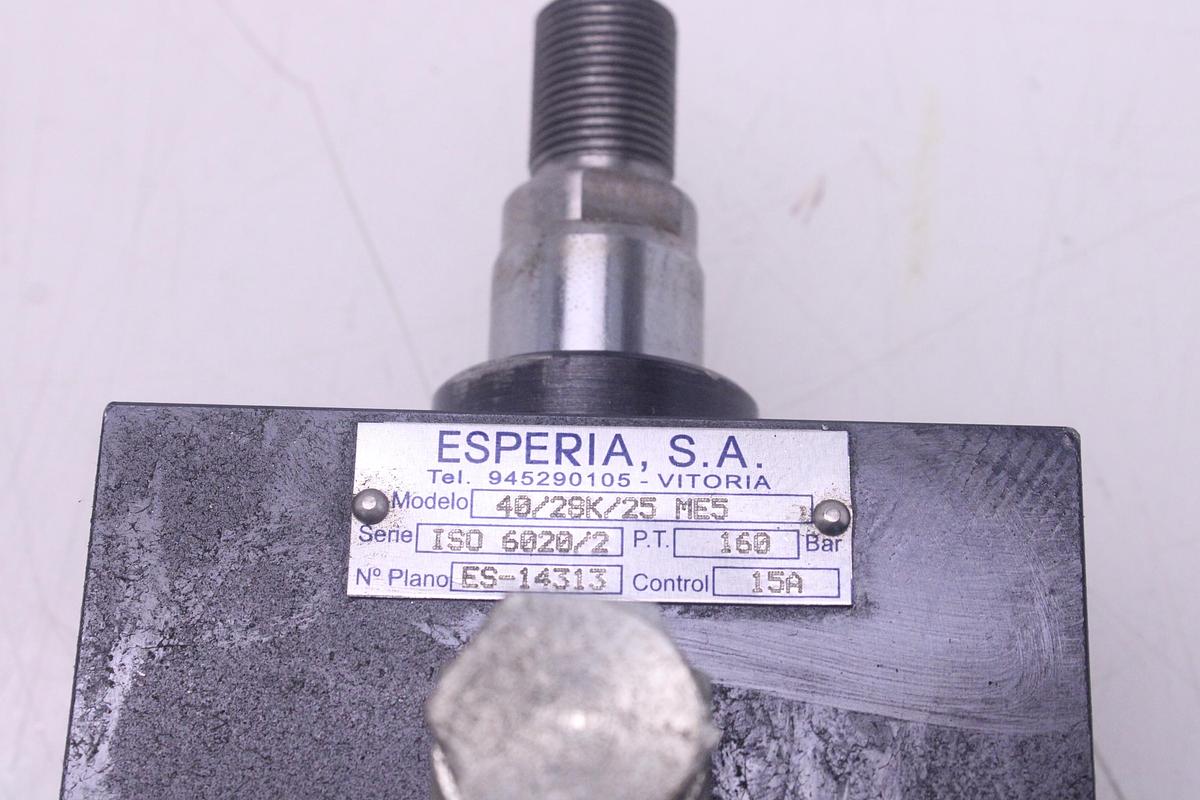 ESPERIA, S.A.
Tel. 945290105 - VITORIA
Modelo 40/28K/25 ME5
Serie ISO 6020/2 P.T. 160 Bar
Nº Plano ES-14313 Control 15A